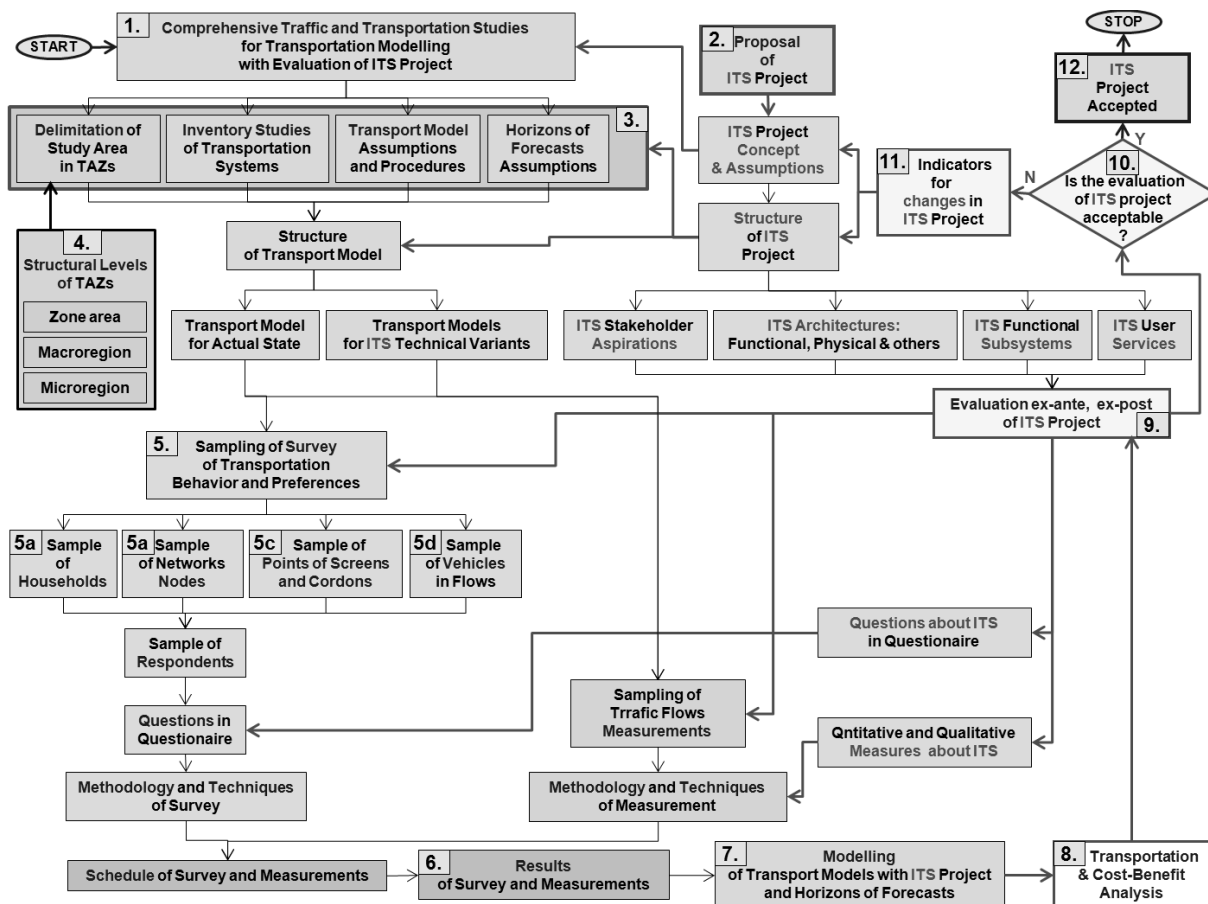 START
1.
Comprehensive Traffic and Transportation Studies
for Transportation Modelling
with Evaluation of ITS Project
2.
Proposal
of
ITS Project
STOP
12.
ITS
Project
Accepted
3.
Delimitation of
Study Area
in TAZs
Inventory Studies
of Transportation
Systems
Transport Model
Assumptions
and Procedures
Horizons of
Forecasts
Assumptions
ITS Project
Concept
& Assumptions
11.
Indicators
for
changes in
ITS Project
N
Y
10.
Is the evaluation
of ITS project
acceptable
?
4.
Structural Levels
of TAZs
Zone area
Macroregion
Microregion
Structure
of Transport Model
Structure
of ITS
Project
Transport Model
for Actual State
Transport Models
for ITS Technical Variants
ITS Stakeholder
Aspirations
ITS Architectures:
Functional, Physical & others
ITS Functional
Subsystems
ITS User
Services
Evaluation ex-ante, ex-post
of ITS Project
9.
5.
Sampling of Survey
of Transportation
Behavior and Preferences
5a
Sample
of
Households
5a
Sample
of Networks
Nodes
5c
Sample of
Points of Screens
and Cordons
5d
Sample
of Vehicles
in Flows
Sample of
Respondents
Questions about ITS
in Questionaire
Questions in
Questionaire
Sampling of
Trrafic Flows
Measurements
Qntitative and Qualitative
Measures about ITS
Methodology and Techniques
of Survey
Methodology and Techniques
of Measurement
Schedule of Survey and Measurements
6.
Results
of Survey and Measurements
7.
Modelling
of Transport Models with ITS Project
and Horizons of Forecasts
8.
Transportation
& Cost-Benefit
Analysis